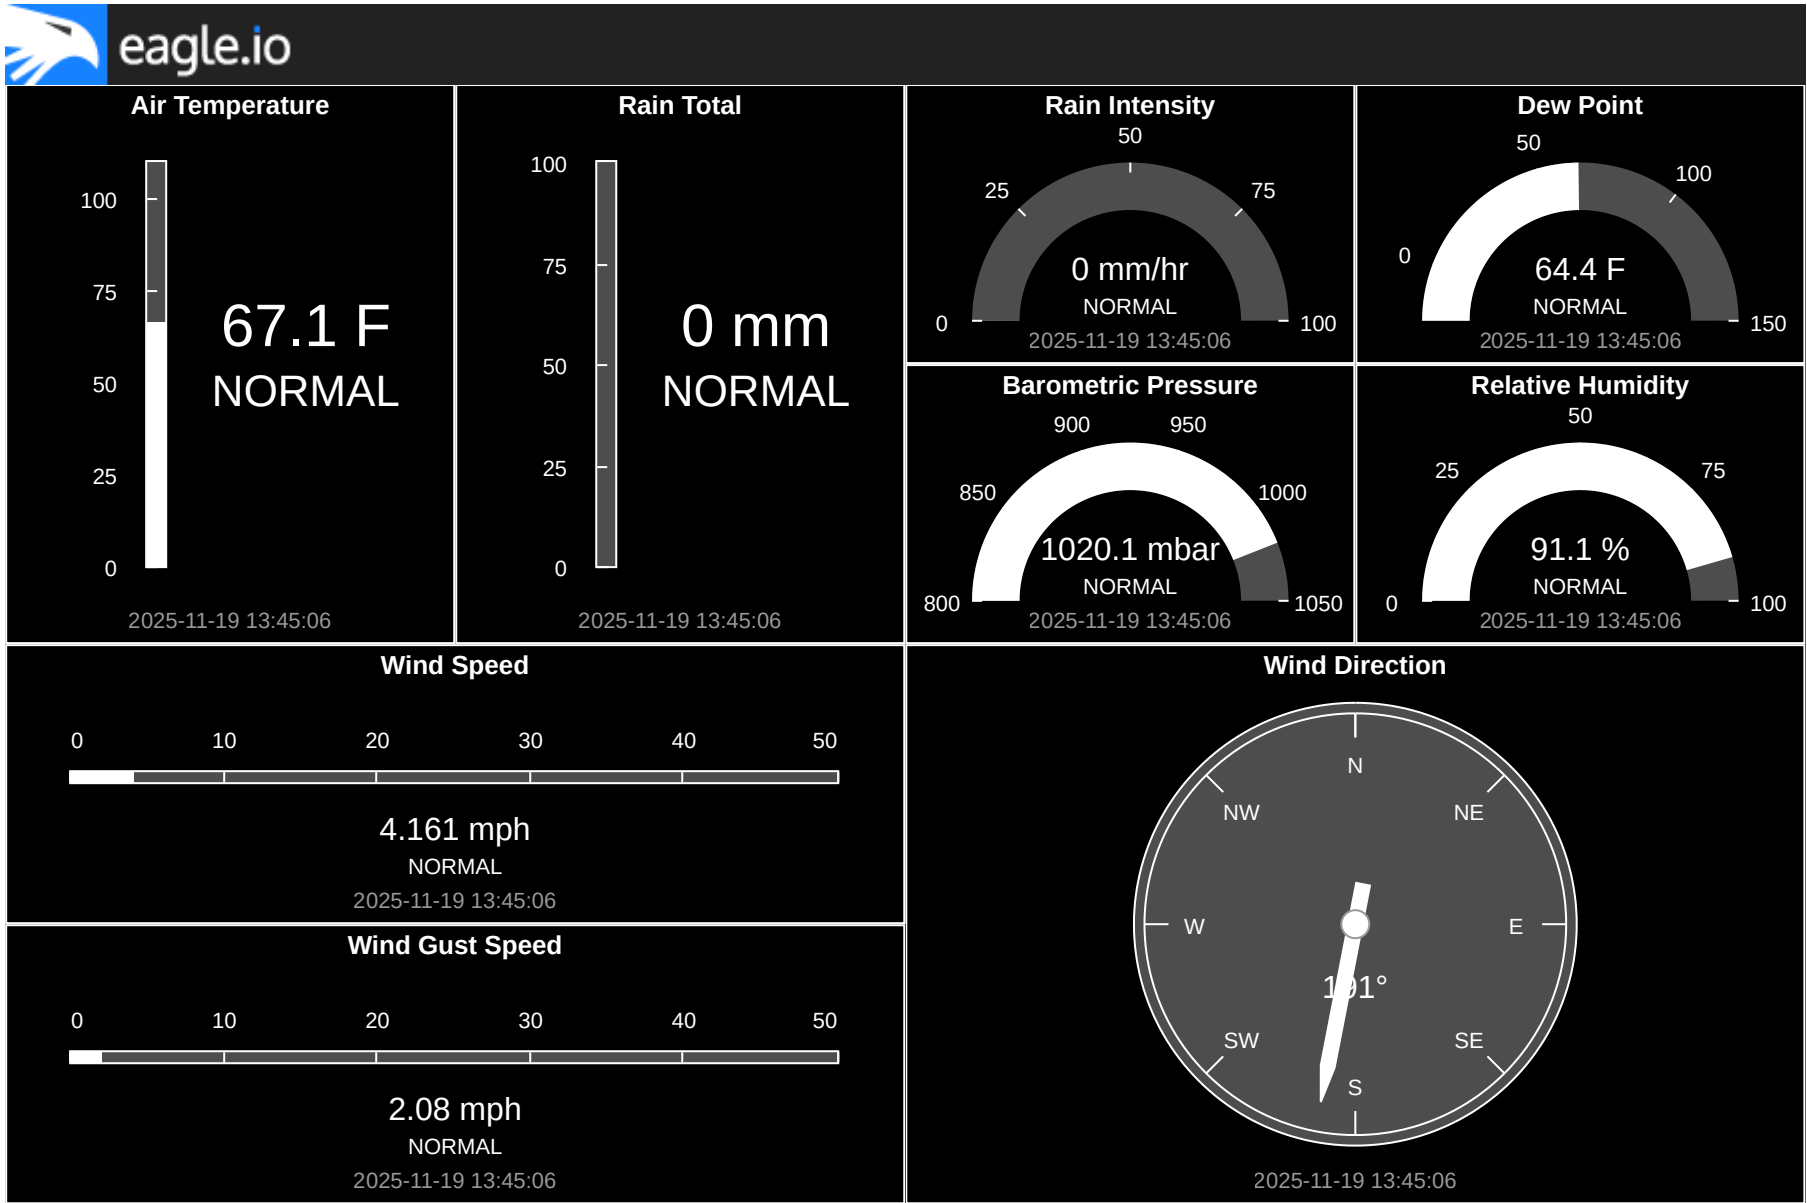 eagle.io
Air Temperature
100
75
50
25
0
67.1 F
NORMAL
2025-11-19 13:45:06
Rain Total
100
75
50
25
0
0 mm
NORMAL
2025-11-19 13:45:06
Rain Intensity
50
25
75
0
100
0 mm/hr
NORMAL
2025-11-19 13:45:06
Dew Point
50
100
0
150
64.4 F
NORMAL
2025-11-19 13:45:06
Barometric Pressure
900
950
850
1000
800
1050
1020.1 mbar
NORMAL
2025-11-19 13:45:06
Relative Humidity
50
25
75
0
100
91.1 %
NORMAL
2025-11-19 13:45:06
Wind Speed
0 10 20 30 40 50
4.161 mph
NORMAL
2025-11-19 13:45:06
Wind Gust Speed
0 10 20 30 40 50
2.08 mph
NORMAL
2025-11-19 13:45:06
Wind Direction
N
NW
NE
W
E
191°
SW
SE
S
2025-11-19 13:45:06